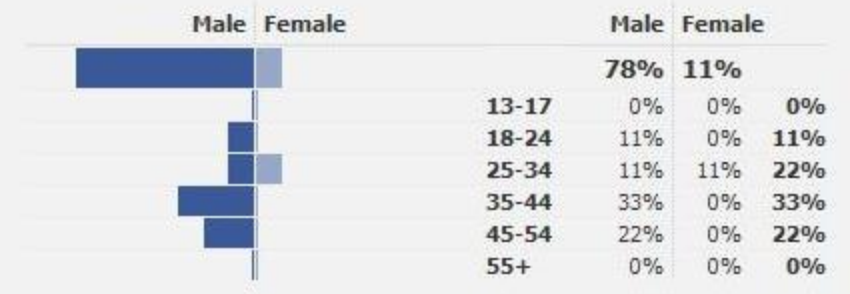 Male Female Male Female
78% 11%
13-17 0% 0% 0%
18-24 11% 0% 11%
25-34 11% 11% 22%
35-44 33% 0% 33%
45-54 22% 0% 22%
55+ 0% 0% 0%